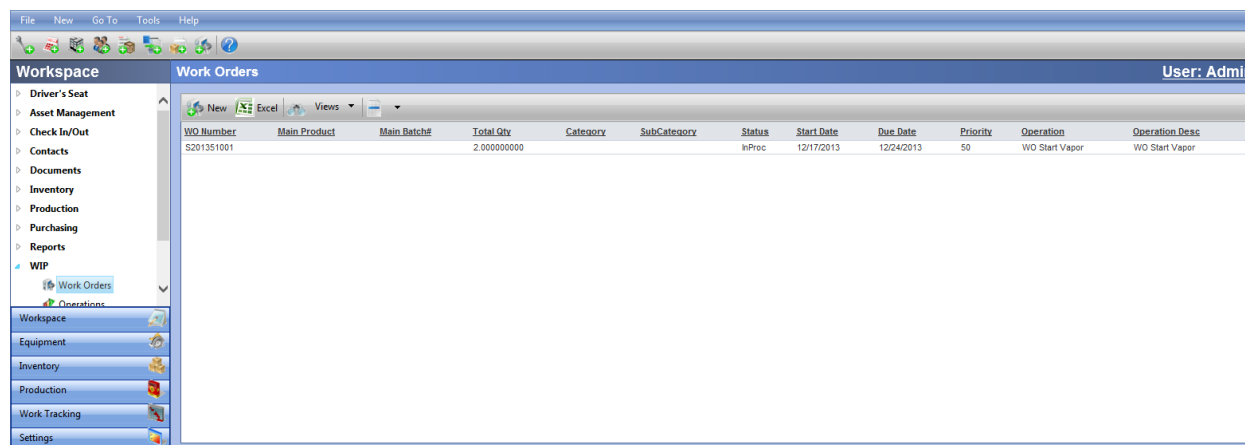 File New Go To Tools Help
Workspace
Work Orders
User: Admi
Driver's Seat
Asset Management
Check In/Out
Contacts
Documents
Inventory
Production
Purchasing
Reports
WIP
Work Orders
Operations
Workspace
Equipment
Inventory
Production
Work Tracking
Settings
New Excel Views
WO Number Main Product Main Batch# Total Qty Category SubCategory Status Start Date Due Date Priority Operation Operation Desc
S201351001 2.000000000 InProc 12/17/2013 12/24/2013 50 WO Start Vapor WO Start Vapor